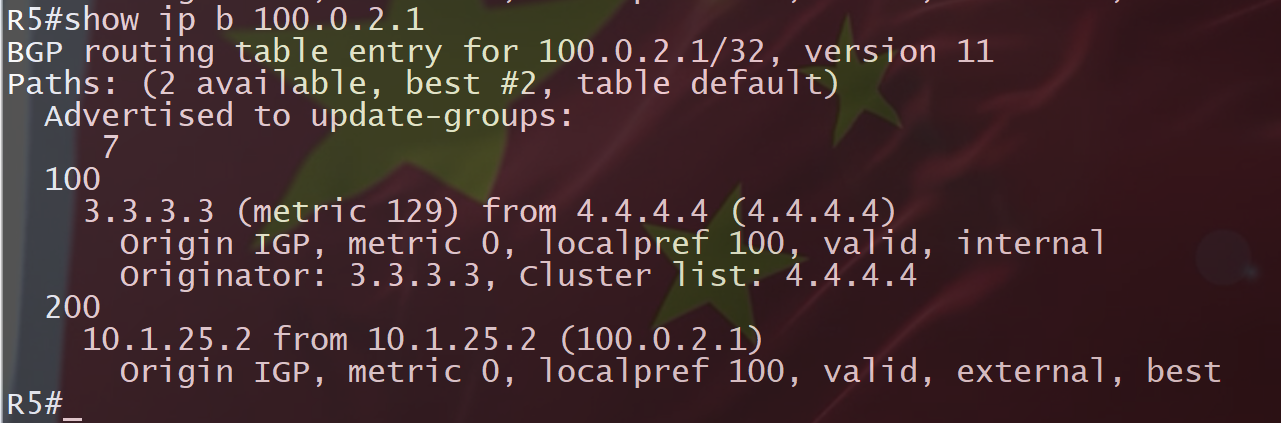 R5#show ip b 100.0.2.1
BGP routing table entry for 100.0.2.1/32, version 11
Paths: (2 available, best #2, table default)
  Advertised to update-groups:
     7
  100
    3.3.3.3 (metric 129) from 4.4.4.4 (4.4.4.4)
      Origin IGP, metric 0, localpref 100, valid, internal
      Originator: 3.3.3.3, Cluster list: 4.4.4.4
  200
    10.1.25.2 from 10.1.25.2 (100.0.2.1)
      Origin IGP, metric 0, localpref 100, valid, external, best
R5#_